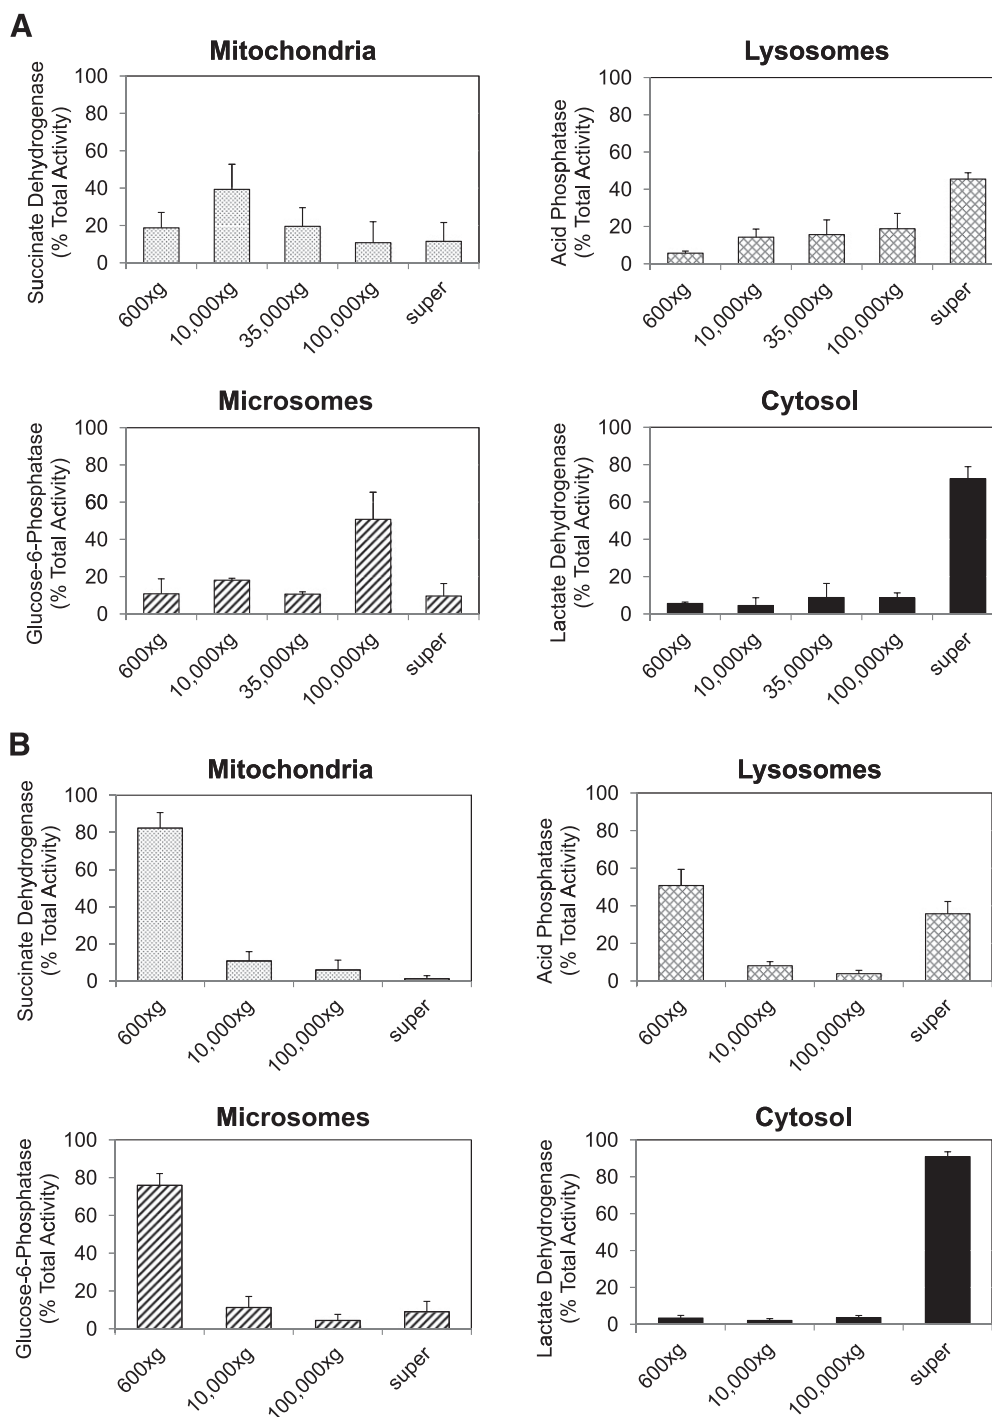 A
Mitochondria
Succinate Dehydrogenase
(% Total Activity)
100
80
60
40
20
0
600xg
10,000xg
35,000xg
100,000xg
super
Lysosomes
Acid Phosphatase
(% Total Activity)
100
80
60
40
20
0
600xg
10,000xg
35,000xg
100,000xg
super
Microsomes
Glucose-6-Phosphatase
(% Total Activity)
100
80
60
40
20
0
600xg
10,000xg
35,000xg
100,000xg
super
Cytosol
Lactate Dehydrogenase
(% Total Activity)
100
80
60
40
20
0
600xg
10,000xg
35,000xg
100,000xg
super
B
Mitochondria
Succinate Dehydrogenase
(% Total Activity)
100
80
60
40
20
0
600xg
10,000xg
100,000xg
super
Lysosomes
Acid Phosphatase
(% Total Activity)
100
80
60
40
20
0
600xg
10,000xg
100,000xg
super
Microsomes
Glucose-6-Phosphatase
(% Total Activity)
100
80
60
40
20
0
600xg
10,000xg
100,000xg
super
Cytosol
Lactate Dehydrogenase
(% Total Activity)
100
80
60
40
20
0
600xg
10,000xg
100,000xg
super